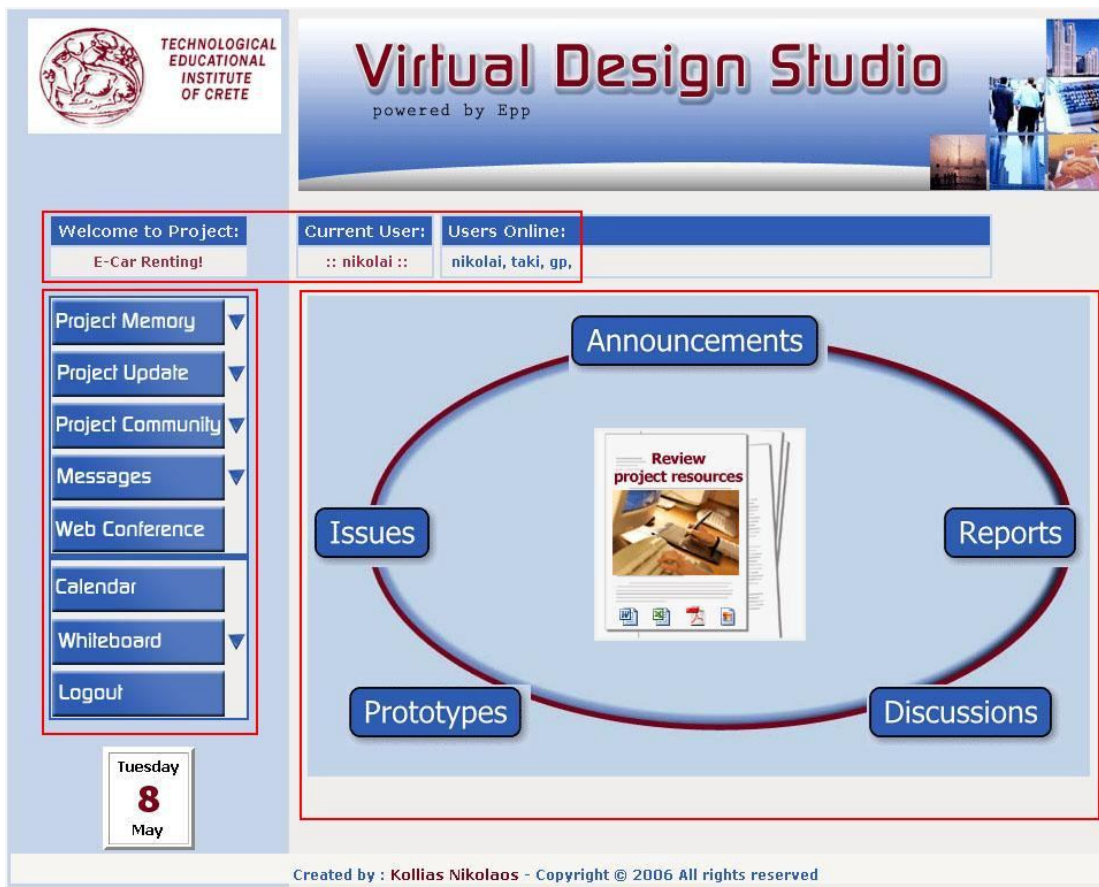 TECHNOLOGICAL
EDUCATIONAL
INSTITUTE
OF CRETE
Virtual Design Studio
powered by Epp
Welcome to Project:
E-Car Renting!
Current User:
:: nikolai ::
Users Online:
nikolai, taki, gp,
Project Memory
Project Update
Project Community
Messages
Web Conference
Calendar
Whiteboard
Logout
Tuesday
8
May
Announcements
Review
project resources
Issues
Reports
Prototypes
Discussions
Created by : Kollias Nikolaos - Copyright © 2006 All rights reserved